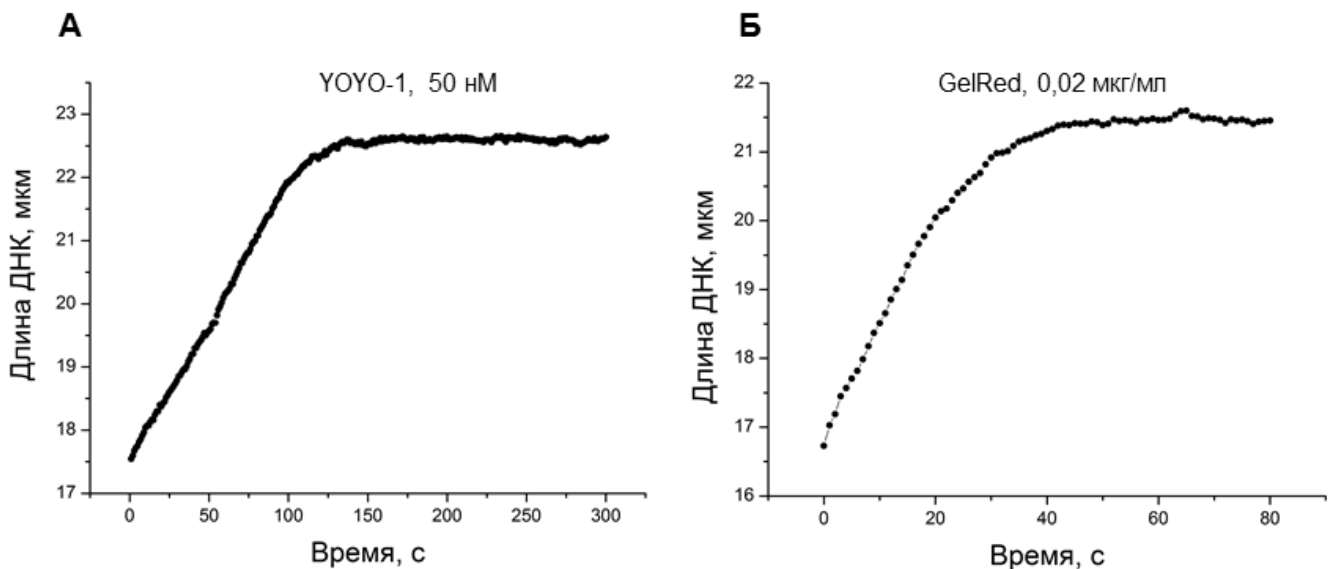 А
YOYO-1, 50 нМ
Длина ДНК, мкм
23
22
21
20
19
18
17
0 50 100 150 200 250 300
Время, с
Б
GelRed, 0,02 мкг/мл
Длина ДНК, мкм
22
21
20
19
18
17
16
0 20 40 60 80
Время, с